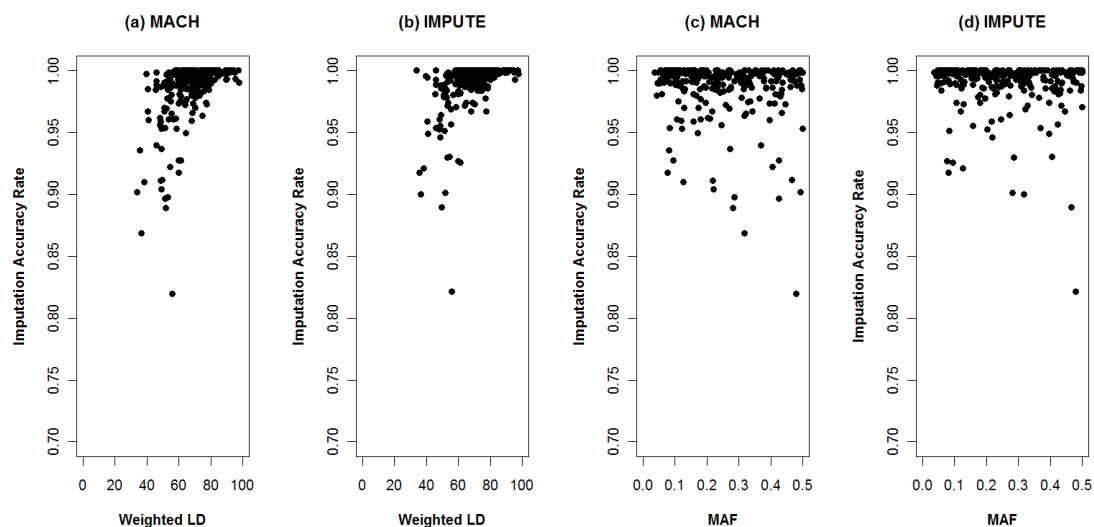 (a) MACH
Imputation Accuracy Rate
1.00
0.95
0.90
0.85
0.80
0.75
0.70
0 20 40 60 80 100
Weighted LD
(b) IMPUTE
Imputation Accuracy Rate
1.00
0.95
0.90
0.85
0.80
0.75
0.70
0 20 40 60 80 100
Weighted LD
(c) MACH
Imputation Accuracy Rate
1.00
0.95
0.90
0.85
0.80
0.75
0.70
0.0 0.1 0.2 0.3 0.4 0.5
MAF
(d) IMPUTE
Impuation Accuracy Rate
1.00
0.95
0.90
0.85
0.80
0.75
0.70
0.0 0.1 0.2 0.3 0.4 0.5
MAF